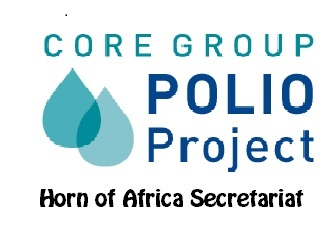 CORE GROUP
POLIO
Project
Horn of Africa Secretariat